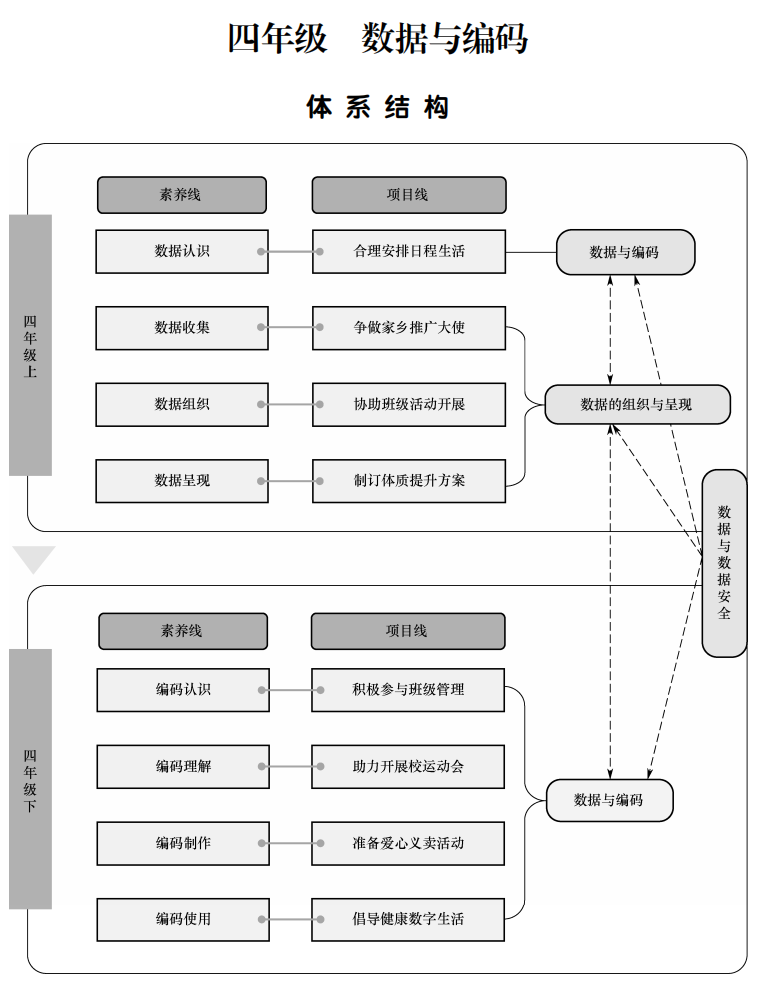 四年级 数据与编码
体系结构
四年级上
素养线 项目线
数据认识 合理安排日程生活 数据与编码
数据收集 争做家乡推广大使
数据组织 协助班级活动开展 数据的组织与呈现
数据呈现 制订体质提升方案
数据与数据安全
四年级下
素养线 项目线
编码认识 积极参与班级管理
编码理解 助力开展校运动会
数据与编码
编码制作 准备爱心义卖活动
编码使用 倡导健康数字生活